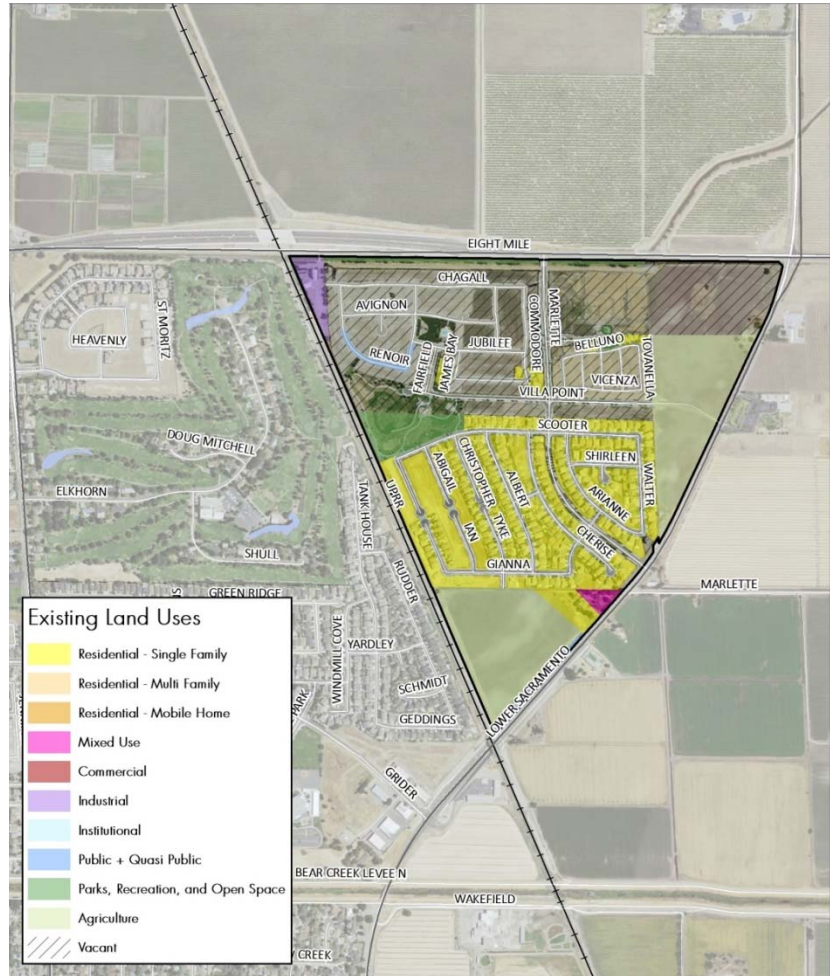 EIGHT MILE
CHAGALL
ST MORITZ
HEAVENLY
AVIGNON
MARLETTE
COMMODORE
FAIRFIELD
JAMES BAY
JUBILEE
BELLUNO
TOVANELLA
RENOIR
VICENZA
VILLA POINT
DOUG MITCHELL
SCOOTER
ELKHORN
SHIRLEEN
WALTER
ARIANNE
ABIGAIL
CHRISTOPHER
ALBERT
TYKE
IAN
CHERISE
UPRR
TANK HOUSE
SHULL
GIANNA
RUDDER
MARLETTE
GREEN RIDGE
Existing Land Uses
Residential - Single Family
Residential - Multi Family
Residential - Mobile Home
Mixed Use
Commercial
Industrial
Institutional
Public + Quasi Public
Parks, Recreation, and Open Space
Agriculture
Vacant
WINDMILL COVE
YARDLEY
SCHMIDT
GEDDINGS
LOWER SACRAMENTO
PARK
GRIDER
BEAR CREEK LEVEE N
WAKEFIELD
CREEK